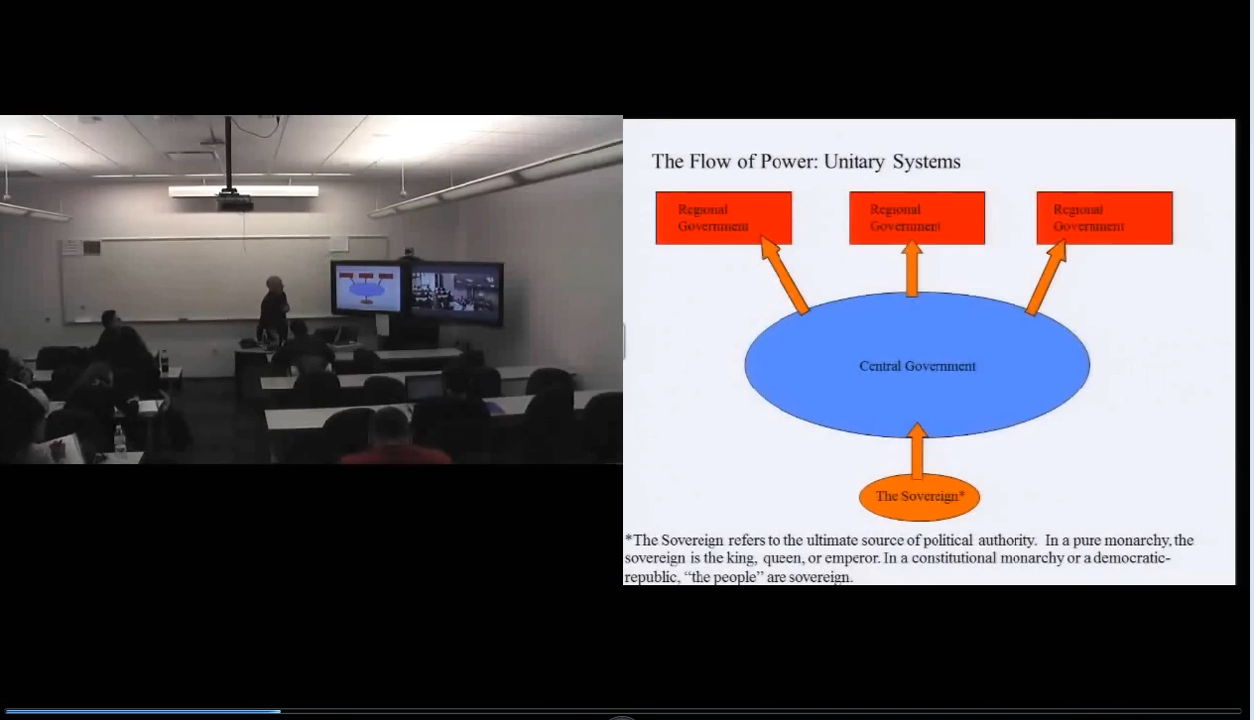 The Flow of Power: Unitary Systems
Regional
Government
Regional
Government
Regional
Government
Central Government
The Sovereign*
*The Sovereign refers to the ultimate source of political authority. In a pure monarchy, the
sovereign is the king, queen, or emperor. In a constitutional monarchy or a democratic-
republic, “the people” are sovereign.